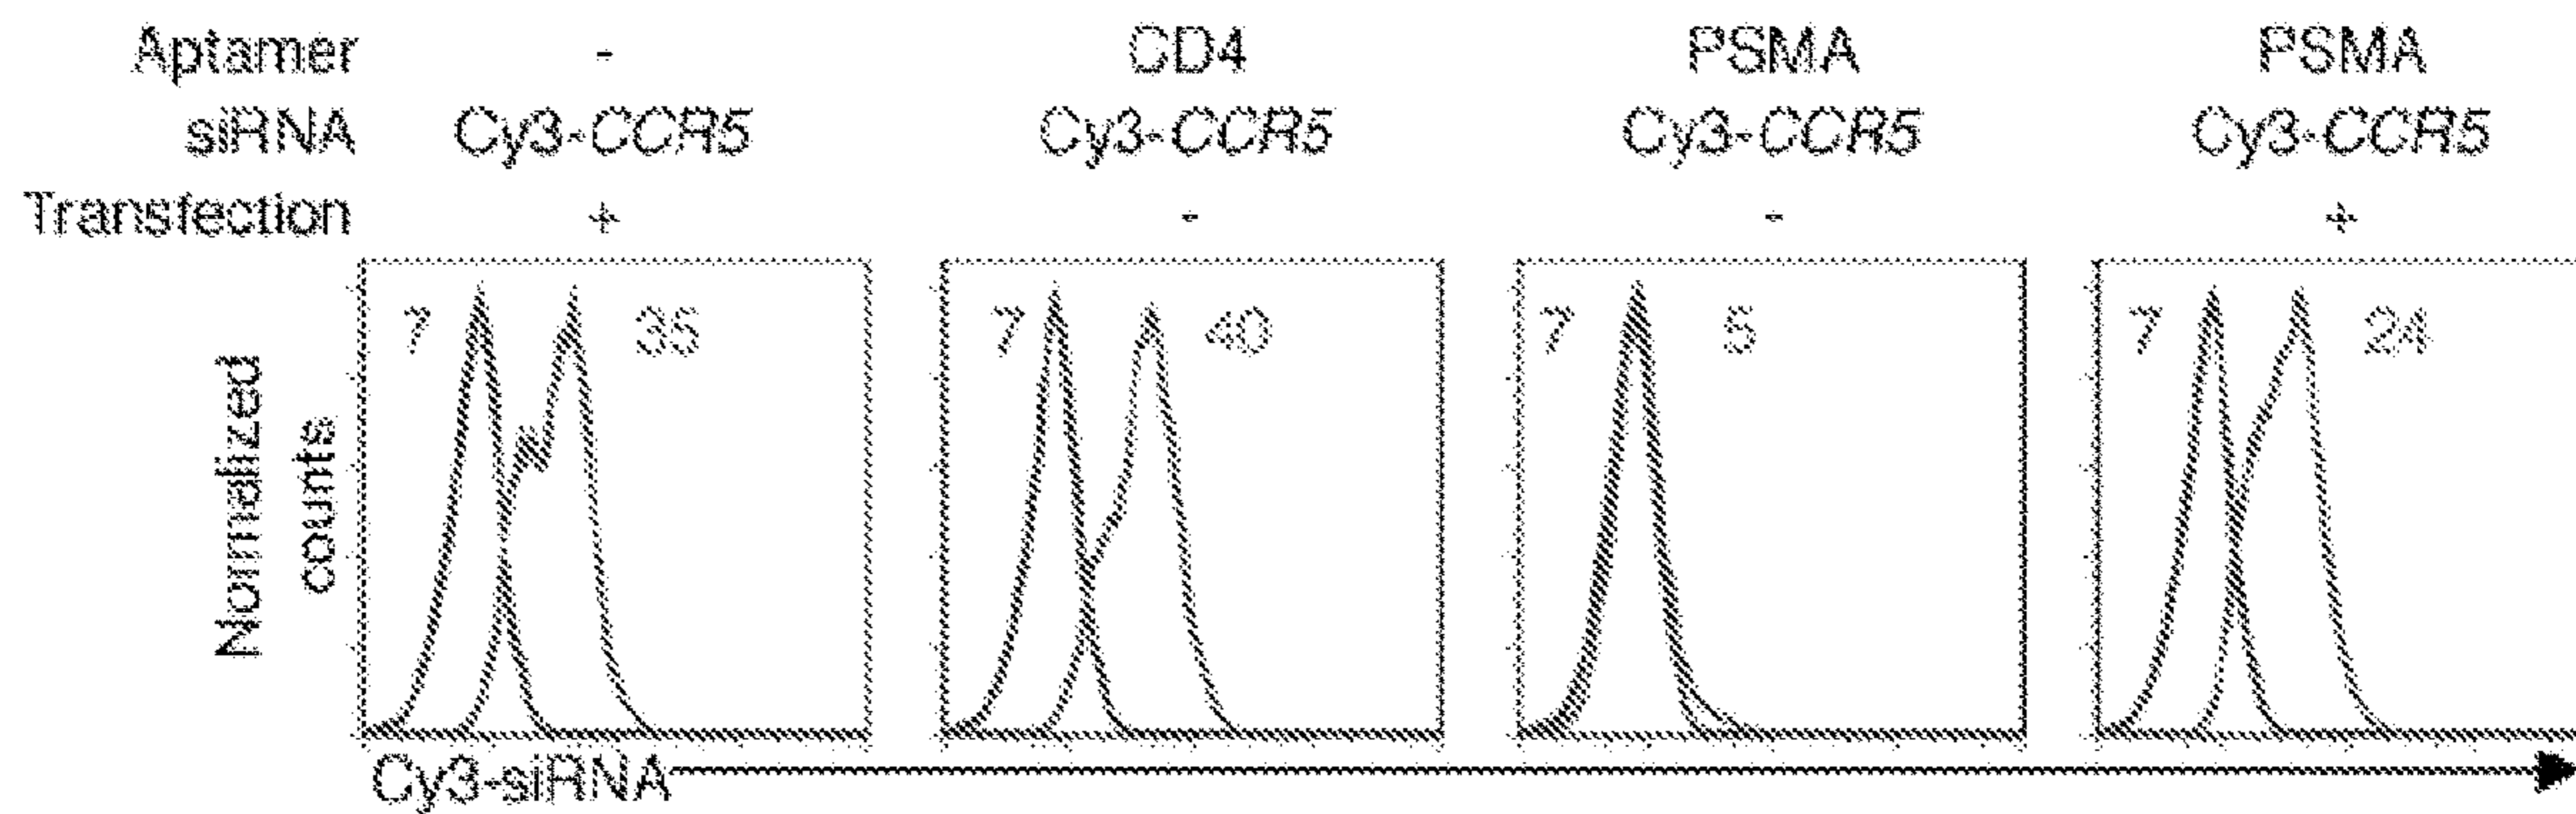 Aptamer - CD4 PSMA PSMA
siRNA Cy3-CCR5 Cy3-CCR5 Cy3-CCR5 Cy3-CCR5
Transfection + - - +
7 35 7 40 7 5 7 24
Normalized
counts
Cy3-siRNA